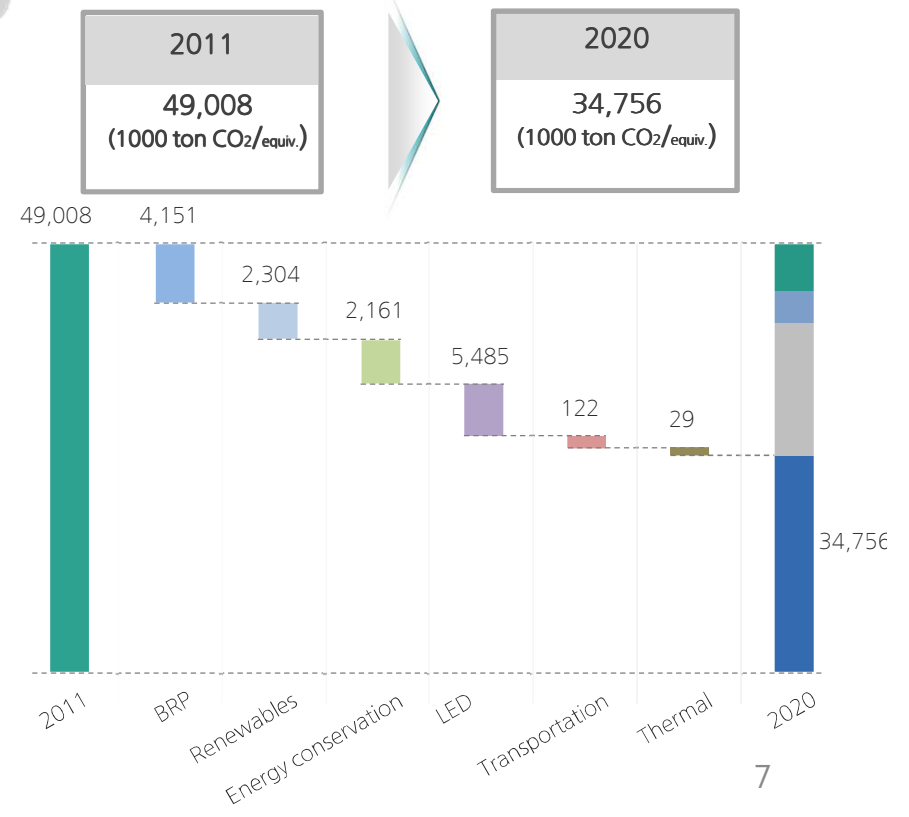 2011
49,008
(1000 ton CO2/equiv.)
2020
34,756
(1000 ton CO2/equiv.)
49,008
4,151
2,304
2,161
5,485
122
29
34,756
2011
BRP
Renewables
Energy conservation
LED
Transportation
Thermal
2020
7